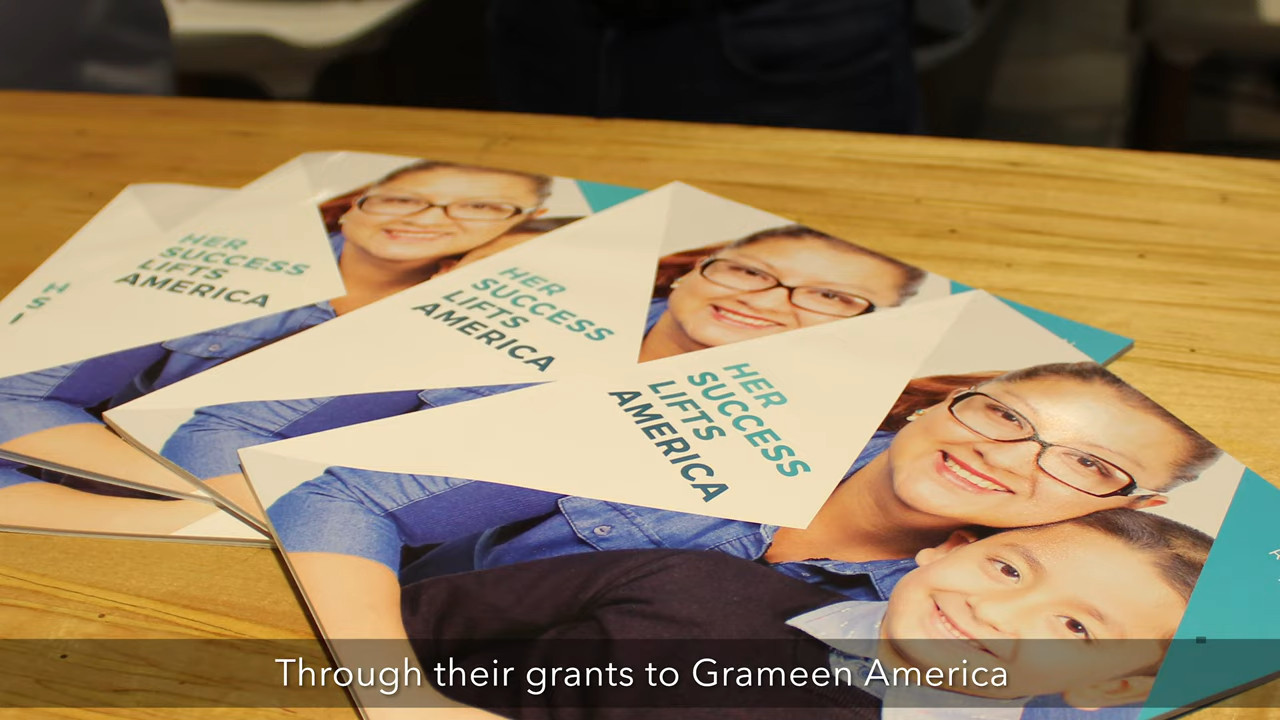 H
S
HER
SUCCESS
LIFTS
AMERICA
HER
SUCCESS
LIFTS
AMERICA
HER
SUCCESS
LIFTS
AMERICA
Through their grants to Grameen America